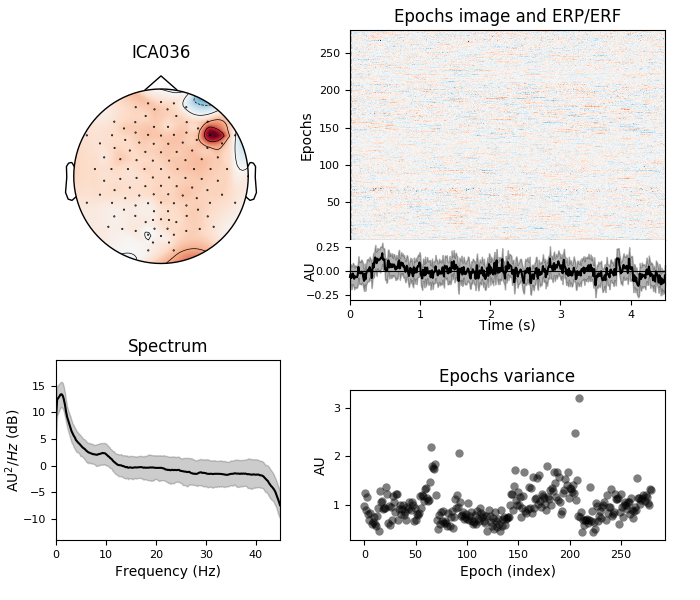 ICA036
Epochs image and ERP/ERF
Epochs
250
200
150
100
50
AU
0.25
0.00
−0.25
0 1 2 3 4
Time (s)
Spectrum
AU²/Hz (dB)
15
10
5
0
−5
−10
0 10 20 30 40
Frequency (Hz)
Epochs variance
AU
3
2
1
0 50 100 150 200 250
Epoch (index)